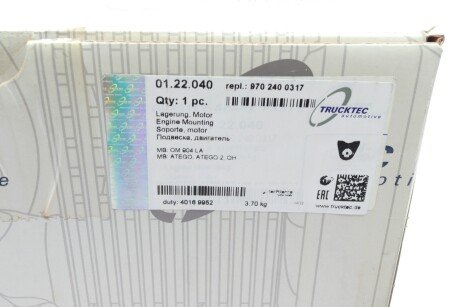 01.22.040 repl.: 970 240 0317
Qty: 1 pc.
TRUCKTEC
automotive
Lagerung, Motor
Engine Mounting
Soporte, motor
Подвеска, двигатель
MB: OM 904 LA
MB: ATEGO, ATEGO 2, OH
EAC
duty: 4016 9952 3.70 kg
trucktec.de